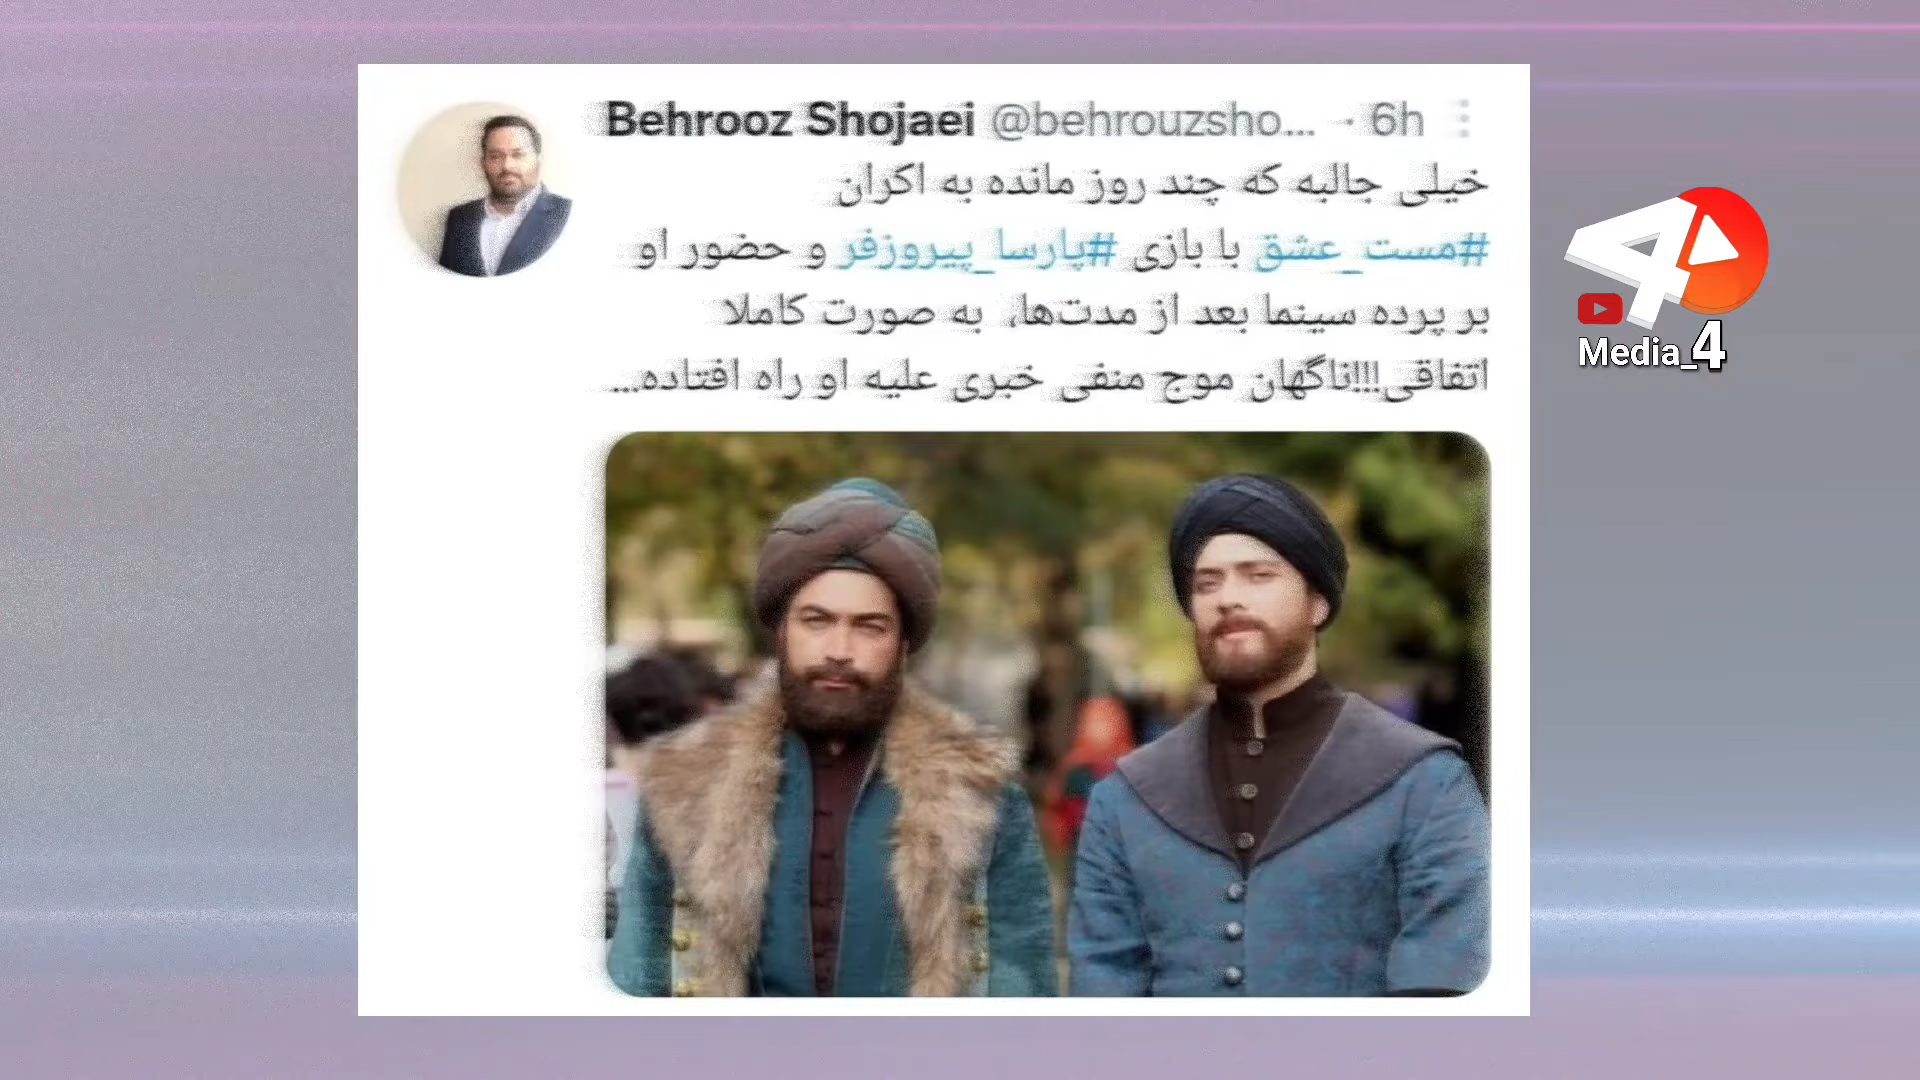 Behrooz Shojaei @behrouzsho... · 6h
خیلی جالبه که چند روز مانده به اکران
#مست_عشق با بازی #پارسا_پیروزفر و حضور او
بر پرده سینما بعد از مدت‌ها، به صورت کاملا
اتفاقی!!!ناگهان موج منفی خبری علیه او راه افتاده...
4
Media_4